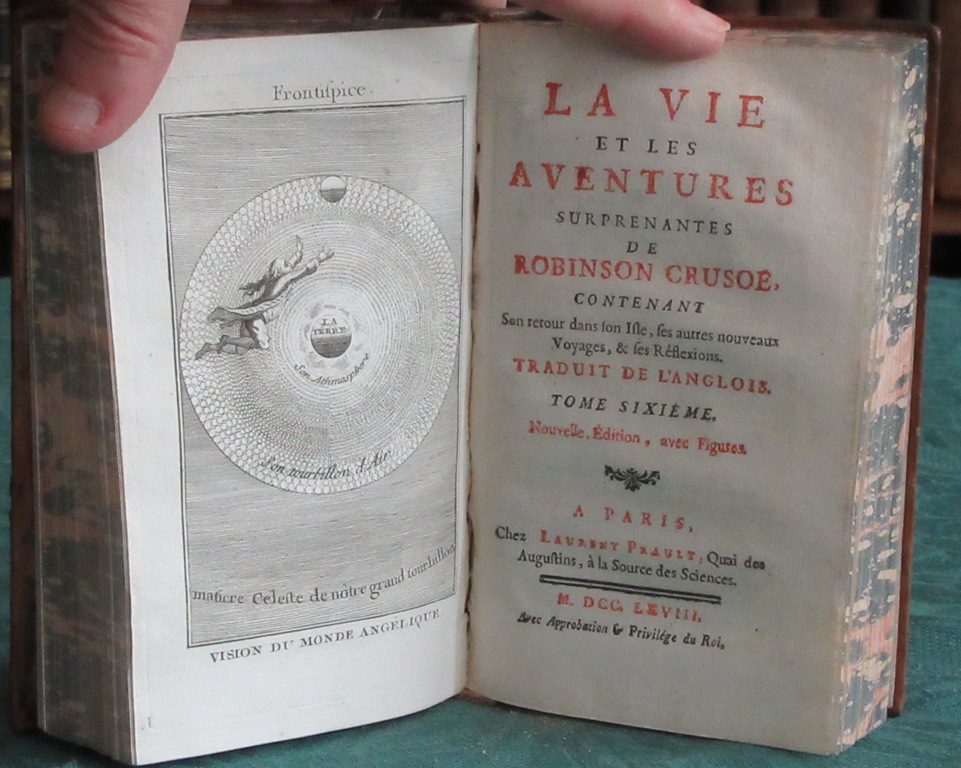 Frontiſpice.
LA
TERRE
Son Athmosphere
Son tourbillon d'Air
matiere Celeſte de nôtre grand tourbillon
VISION DU MONDE ANGÉLIQUE.
LA VIE
ET LES
AVENTURES
SURPRENANTES
DE
ROBINSON CRUSOÉ,
CONTENANT
Son retour dans ſon Iſle, ſes autres nouveaux
Voyages, & ſes Réflexions.
TRADUIT DE L'ANGLOIS.
TOME SIXIÉME.
Nouvelle Édition, avec Figures.
A PARIS,
Chez LAURENT PRAULT, Quai des
Auguſtins, à la Source des Sciences.
M. DCC. LXVIII.
Avec Approbation & Privilége du Roi.